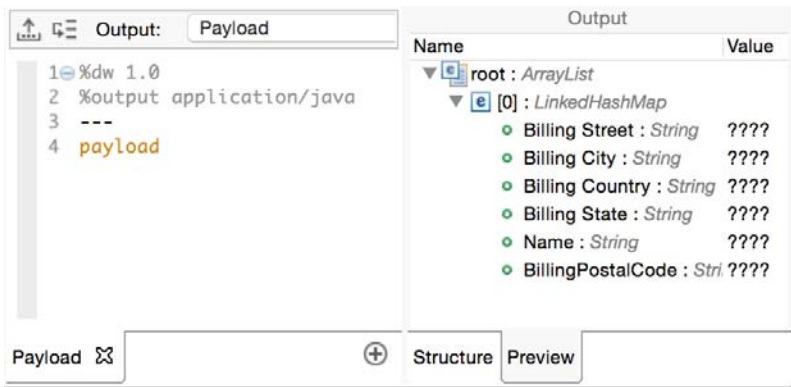 Output: Payload
1 %dw 1.0
2 %output application/java
3 ---
4 payload
Payload
Output
Name Value
root : ArrayList
e [0] : LinkedHashMap
Billing Street : String ????
Billing City : String ????
Billing Country : String ????
Billing State : String ????
Name : String ????
BillingPostalCode : Stri. ????
Structure Preview